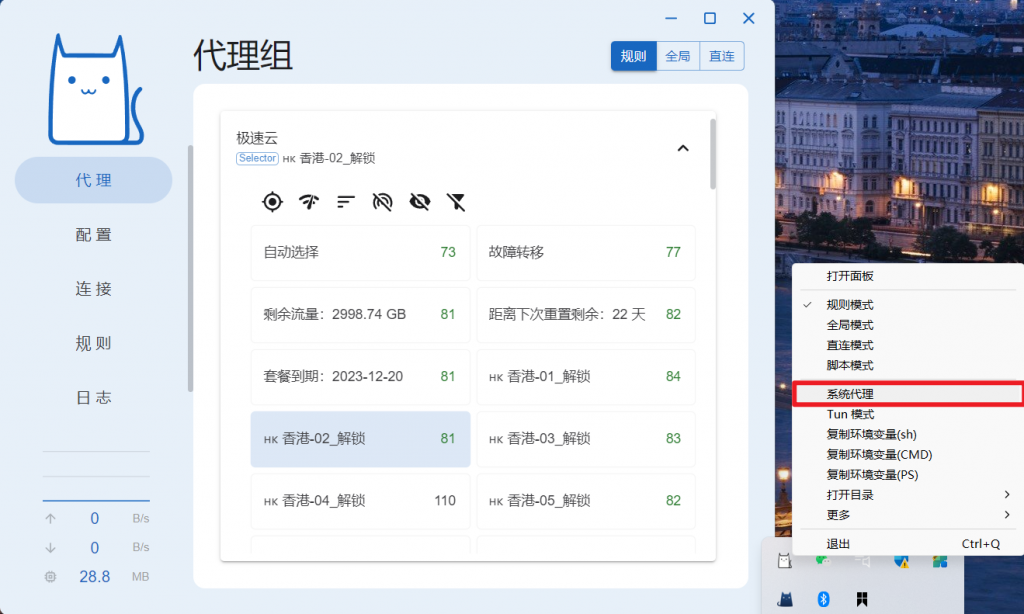 代理组
规则 全局 直连
代 理
配 置
连 接
规 则
日 志
0 B/s
0 B/s
28.8 MB
极速云
Selector HK 香港-02_解锁
自动选择 73
故障转移 77
剩余流量：2998.74 GB 81
距离下次重置剩余：22 天 82
套餐到期：2023-12-20 81
HK 香港-01_解锁 84
HK 香港-02_解锁 81
HK 香港-03_解锁 83
HK 香港-04_解锁 110
HK 香港-05_解锁 82
打开面板
规则模式
全局模式
直连模式
脚本模式
系统代理
Tun 模式
复制环境变量(sh)
复制环境变量(CMD)
复制环境变量(PS)
打开目录
更多
退出 Ctrl+Q